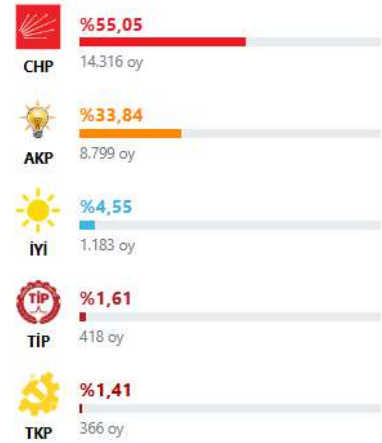 %55,05
CHP
14.316 oy
%33,84
AKP
8.799 oy
%4,55
İYİ
1.183 oy
TİP
%1,61
TİP
418 oy
%1,41
TKP
366 oy